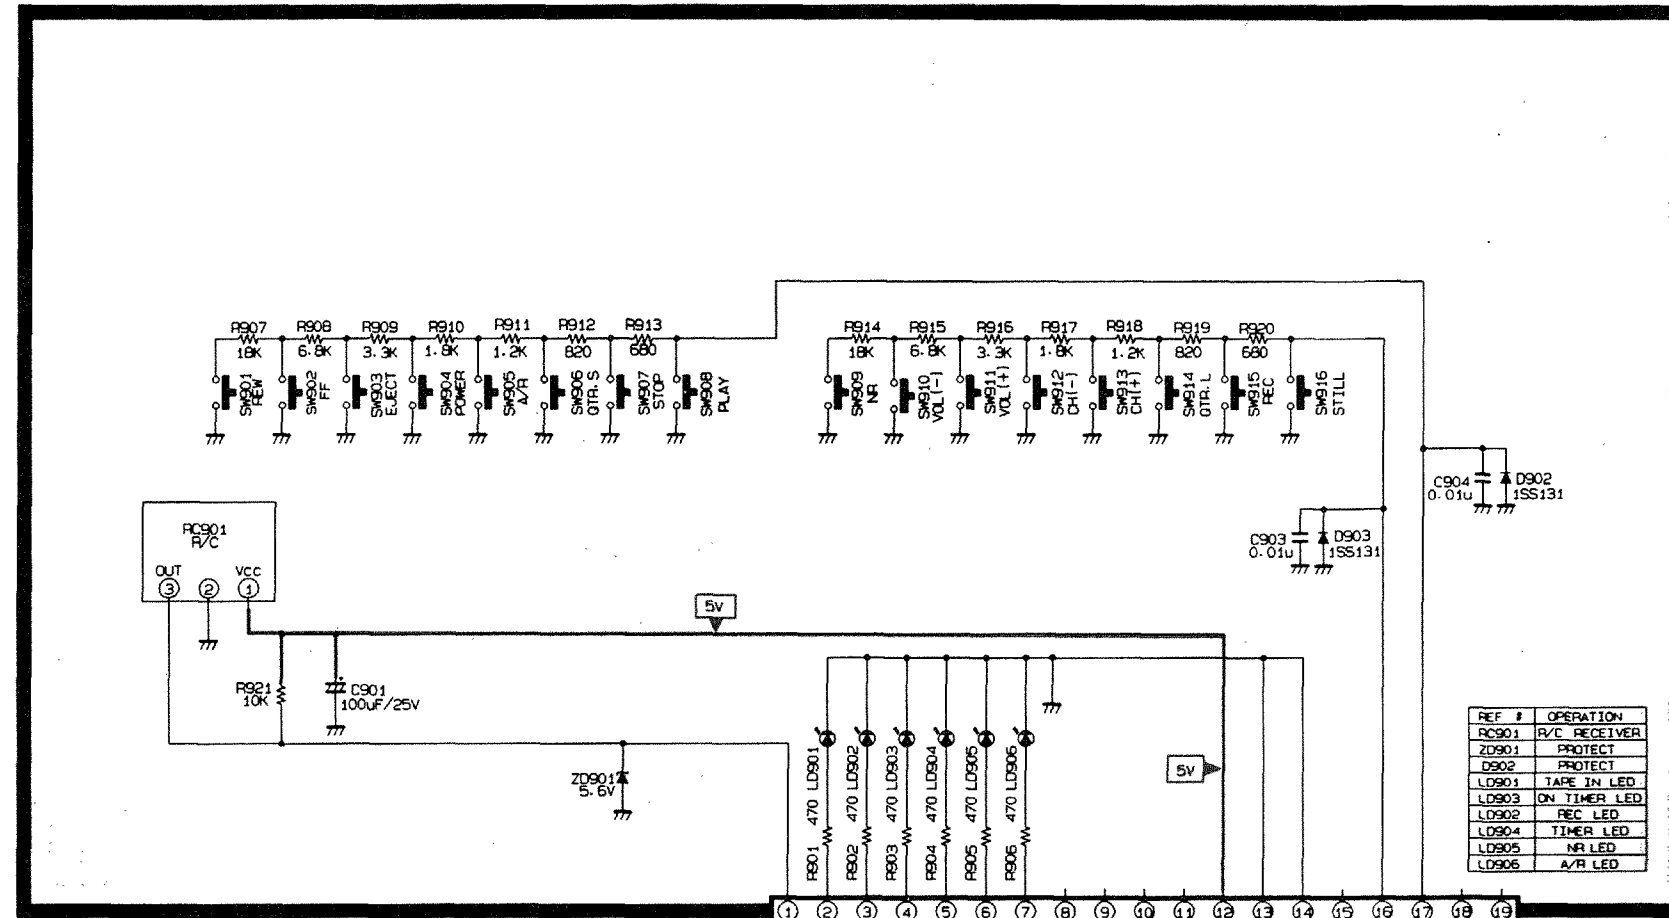 R907 R908 R909 R910 R911 R912 R913
18K 6.8K 3.3K 1.8K 1.2K 820 680
SW901 REW
SW902 FF
SW903 EJECT
SW904 POWER
SW905 A/R
SW906 QTR.S
SW907 STOP
SW908 PLAY
R914 R915 R916 R917 R918 R919 R920
18K 6.8K 3.3K 1.8K 1.2K 820 680
SW909 NR
SW910 VOL(-)
SW911 VOL(+)
SW912 CH(-)
SW913 CH(+)
SW914 QTR.L
SW915 REC
SW916 STILL
C904
0.01u
D902
1SS131
C903
0.01u
D903
1SS131
RC901
R/C
OUT VCC
3 2 1
5V
R921
10K
C901
100uF/25V
ZD901
5.6V
5V
R901 470 LD901
R902 470 LD902
R903 470 LD903
R904 470 LD904
R905 470 LD905
R906 470 LD906
REF # OPERATION
RC901 R/C RECEIVER
ZD901 PROTECT
D902 PROTECT
LD901 TAPE IN LED
LD903 ON TIMER LED
LD902 REC LED
LD904 TIMER LED
LD905 NR LED
LD906 A/R LED
1 2 3 4 5 6 7 8 9 10 11 12 13 14 15 16 17 18 19